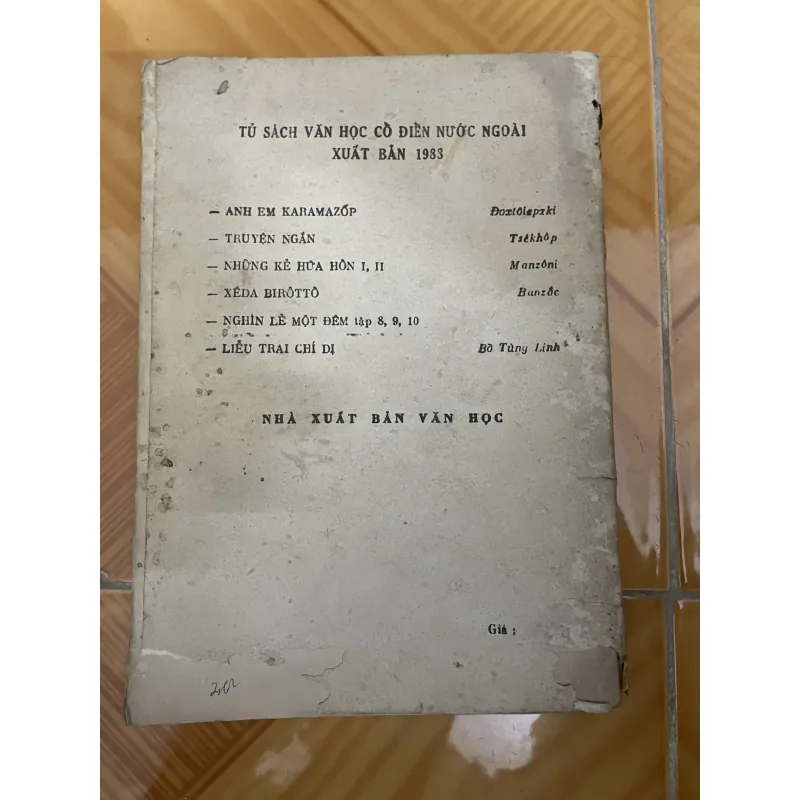 TỦ SÁCH VĂN HỌC CỔ ĐIỂN NƯỚC NGOÀI
XUẤT BẢN 1983
— ANH EM KARAMAZỐP Đoxtôiepxki
— TRUYỆN NGẮN Tsêkhốp
— NHỮNG KẺ HỨA HÔN I, II Manzôni
— XÊDA BIRÔTTÔ Banzắc
— NGHÌN LẺ MỘT ĐÊM tập 8, 9, 10
— LIÊU TRAI CHÍ DỊ Bồ Tùng Linh
NHÀ XUẤT BẢN VĂN HỌC
Giá :